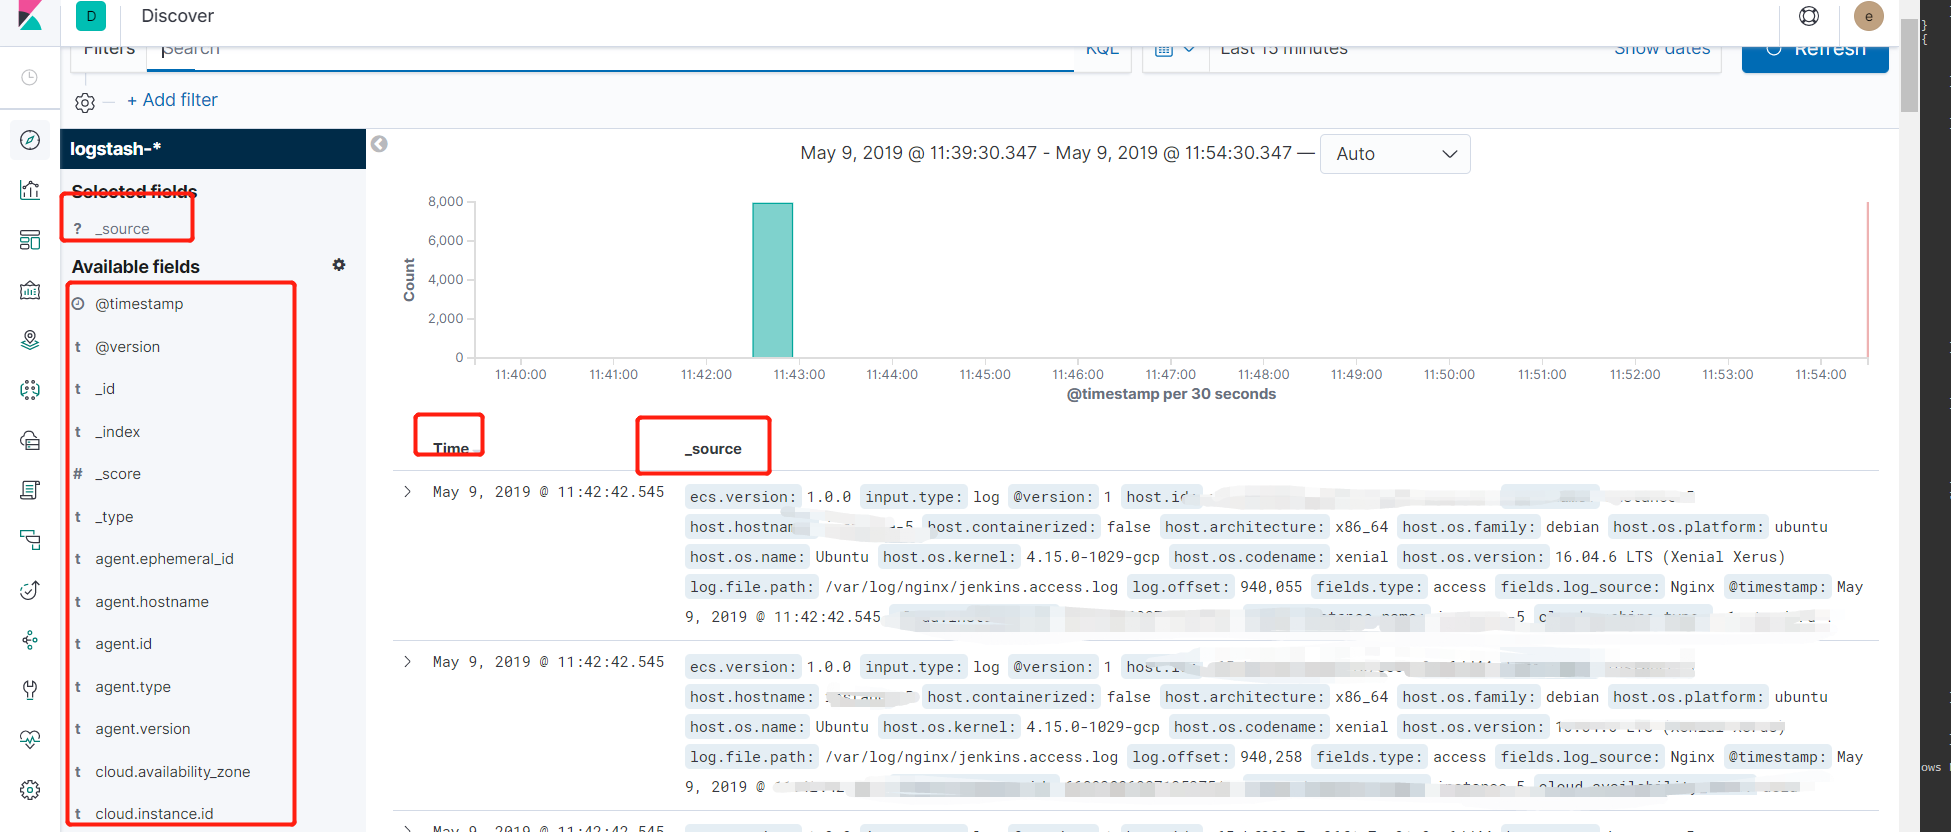 D Discover e
Filters Search KQL Last 15 minutes Show dates Refresh
+ Add filter
logstash-*
Selected fields
? _source
Available fields
@timestamp
t @version
t _id
t _index
# _score
t _type
t agent.ephemeral_id
t agent.hostname
t agent.id
t agent.type
t agent.version
t cloud.availability_zone
t cloud.instance.id
May 9, 2019 @ 11:39:30.347 - May 9, 2019 @ 11:54:30.347 — Auto
Count
8,000
6,000
4,000
2,000
0
11:40:00 11:41:00 11:42:00 11:43:00 11:44:00 11:45:00 11:46:00 11:47:00 11:48:00 11:49:00 11:50:00 11:51:00 11:52:00 11:53:00 11:54:00
@timestamp per 30 seconds
Time _source
May 9, 2019 @ 11:42:42.545 ecs.version: 1.0.0 input.type: log @version: 1
host.hostname host.containerized: false host.architecture: x86_64 host.os.family: debian host.os.platform: ubuntu
host.os.name: Ubuntu host.os.kernel: 4.15.0-1029-gcp host.os.codename: xenial host.os.version: 16.04.6 LTS (Xenial Xerus)
log.file.path: /var/log/nginx/jenkins.access.log log.offset: 940,055 fields.type: access fields.log_source: Nginx @timestamp: May
9, 2019 @ 11:42:42.545
May 9, 2019 @ 11:42:42.545 ecs.version: 1.0.0 input.type: log @version: 1
host.hostname: host.containerized: false host.architecture: x86_64 host.os.family: debian host.os.platform: ubuntu
host.os.name: Ubuntu host.os.kernel: 4.15.0-1029-gcp host.os.codename: xenial host.os.version:
log.file.path: /var/log/nginx/jenkins.access.log log.offset: 940,258 fields.type: access fields.log_source: Nginx @timestamp: May
9, 2019 @
May 9, 2019 @ 11:42:42.545
ows